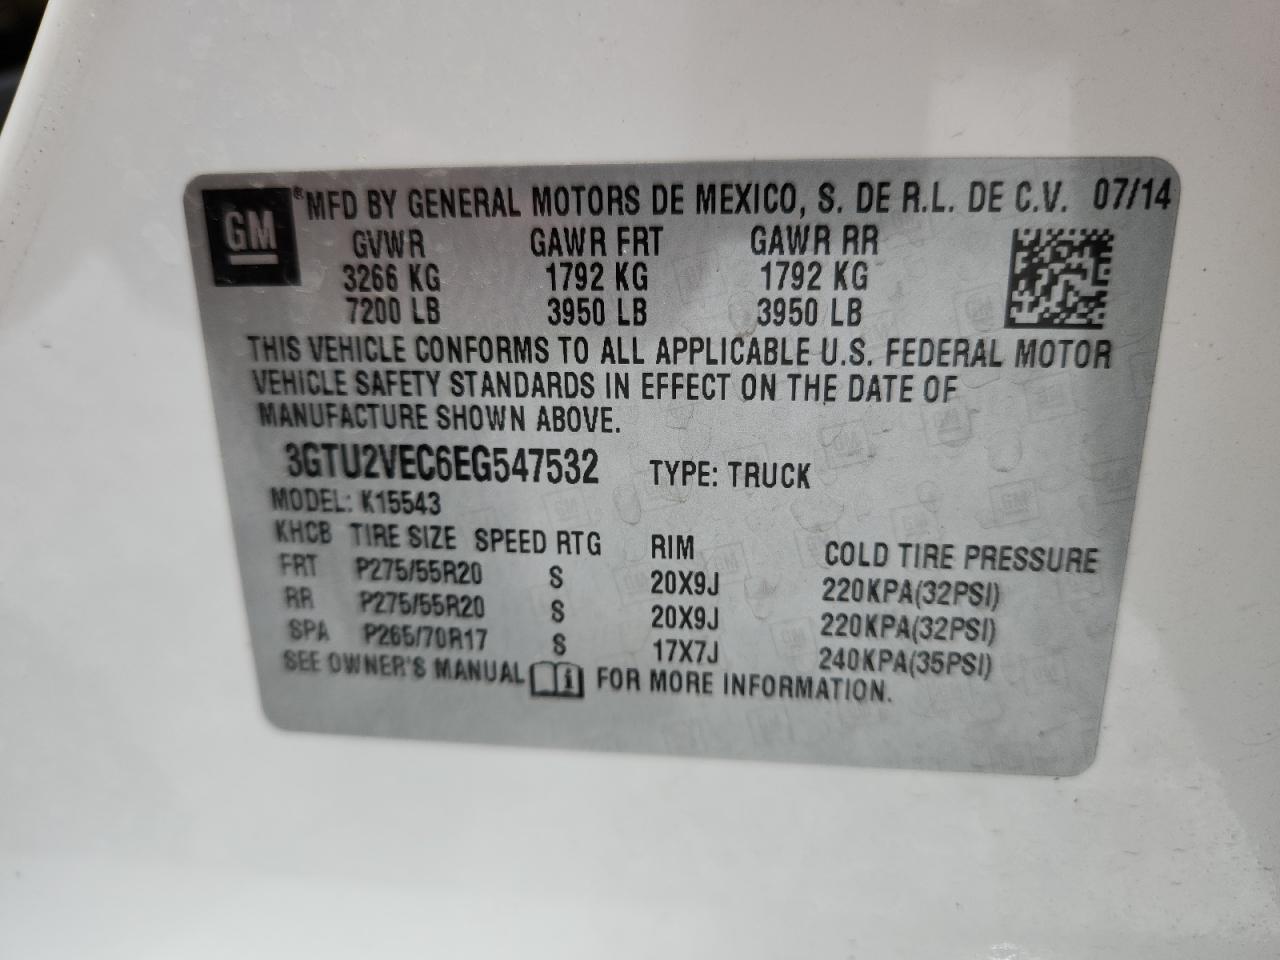 GM ® MFD BY GENERAL MOTORS DE MEXICO, S. DE R.L. DE C.V. 07/14
GVWR GAWR FRT GAWR RR
3266 KG 1792 KG 1792 KG
7200 LB 3950 LB 3950 LB
THIS VEHICLE CONFORMS TO ALL APPLICABLE U.S. FEDERAL MOTOR
VEHICLE SAFETY STANDARDS IN EFFECT ON THE DATE OF
MANUFACTURE SHOWN ABOVE.
3GTU2VEC6EG547532 TYPE: TRUCK
MODEL: K15543
KHCB TIRE SIZE SPEED RTG RIM COLD TIRE PRESSURE
FRT P275/55R20 S 20X9J 220KPA(32PSI)
RR P275/55R20 S 20X9J 220KPA(32PSI)
SPA P265/70R17 S 17X7J 240KPA(35PSI)
SEE OWNER'S MANUAL i FOR MORE INFORMATION.